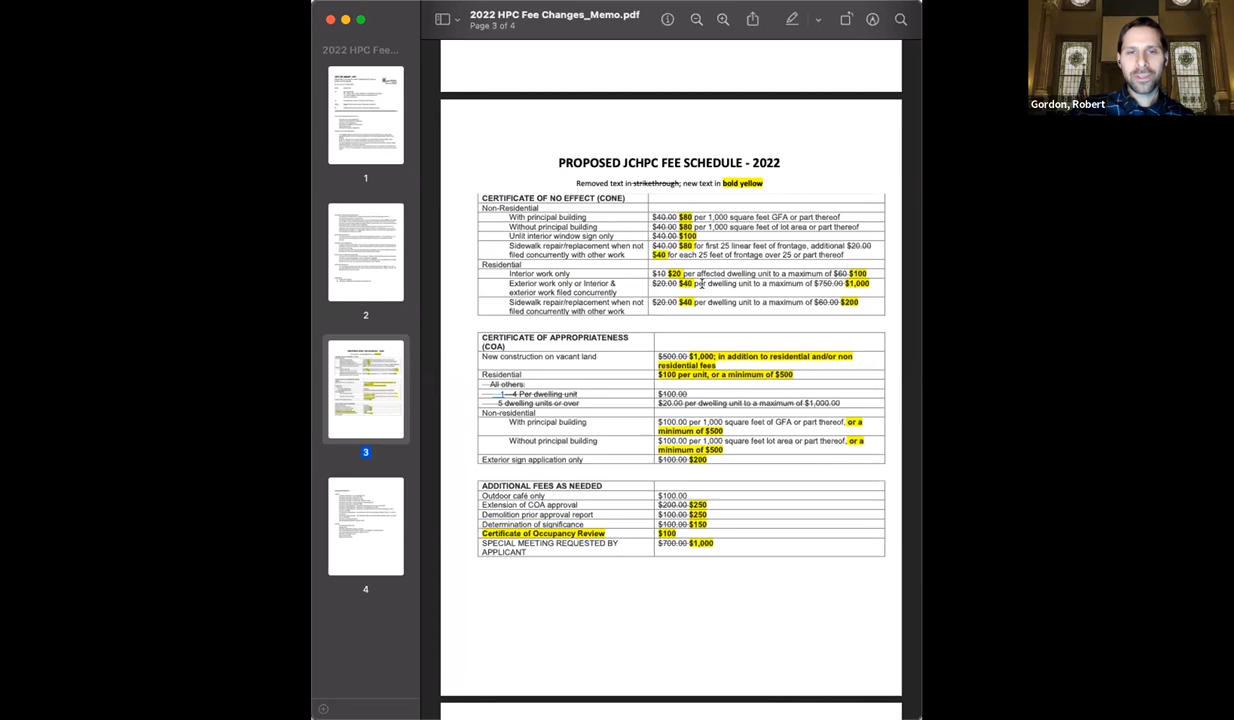 2022 HPC Fee Changes_Memo.pdf
Page 3 of 4
2022 HPC Fee...
1
2
3
4
Gordon, Robert
PROPOSED JCHPC FEE SCHEDULE - 2022
Removed text in strikethrough; new text in bold yellow
CERTIFICATE OF NO EFFECT (CONE)
Non-Residential
With principal building $40.00 $80 per 1,000 square feet GFA or part thereof
Without principal building $40.00 $80 per 1,000 square feet of lot area or part thereof
Unlit interior window sign only $40.00 $100
Sidewalk repair/replacement when not $40.00 $80 for first 25 linear feet of frontage, additional $20.00
filed concurrently with other work $40 for each 25 feet of frontage over 25 or part thereof
Residential
Interior work only $10 $20 per affected dwelling unit to a maximum of $60 $100
Exterior work only or Interior & $20.00 $40 per dwelling unit to a maximum of $750.00 $1,000
exterior work filed concurrently
Sidewalk repair/replacement when not $20.00 $40 per dwelling unit to a maximum of $60.00 $200
filed concurrently with other work
CERTIFICATE OF APPROPRIATENESS
(COA)
New construction on vacant land $500.00 $1,000; in addition to residential and/or non
residential fees
Residential $100 per unit, or a minimum of $500
All others:
1—4 Per dwelling unit $100.00
5 dwelling units or over $20.00 per dwelling unit to a maximum of $1,000.00
Non-residential
With principal building $100.00 per 1,000 square feet of GFA or part thereof, or a
minimum of $500
Without principal building $100.00 per 1,000 square feet lot area or part thereof, or a
minimum of $500
Exterior sign application only $100.00 $200
ADDITIONAL FEES AS NEEDED
Outdoor café only $100.00
Extension of COA approval $200.00 $250
Demolition prior approval report $100.00 $250
Determination of significance $100.00 $150
Certificate of Occupancy Review $100
SPECIAL MEETING REQUESTED BY $700.00 $1,000
APPLICANT